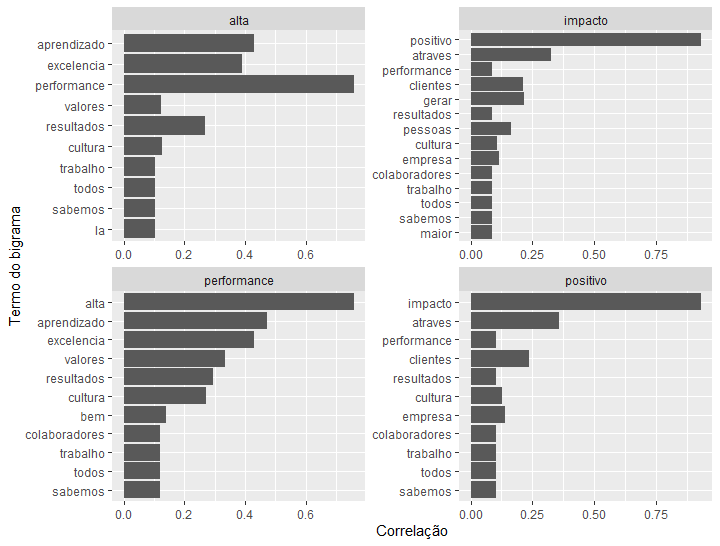 alta
aprendizado
excelencia
performance
valores
resultados
cultura
trabalho
todos
sabemos
la
0.0 0.2 0.4 0.6
impacto
positivo
atraves
performance
clientes
gerar
resultados
pessoas
cultura
empresa
colaboradores
trabalho
todos
sabemos
maior
0.00 0.25 0.50 0.75
performance
alta
aprendizado
excelencia
valores
resultados
cultura
bem
colaboradores
trabalho
todos
sabemos
0.0 0.2 0.4 0.6
positivo
impacto
atraves
performance
clientes
resultados
cultura
empresa
colaboradores
trabalho
todos
sabemos
0.00 0.25 0.50 0.75
Termo do bigrama
Correlação